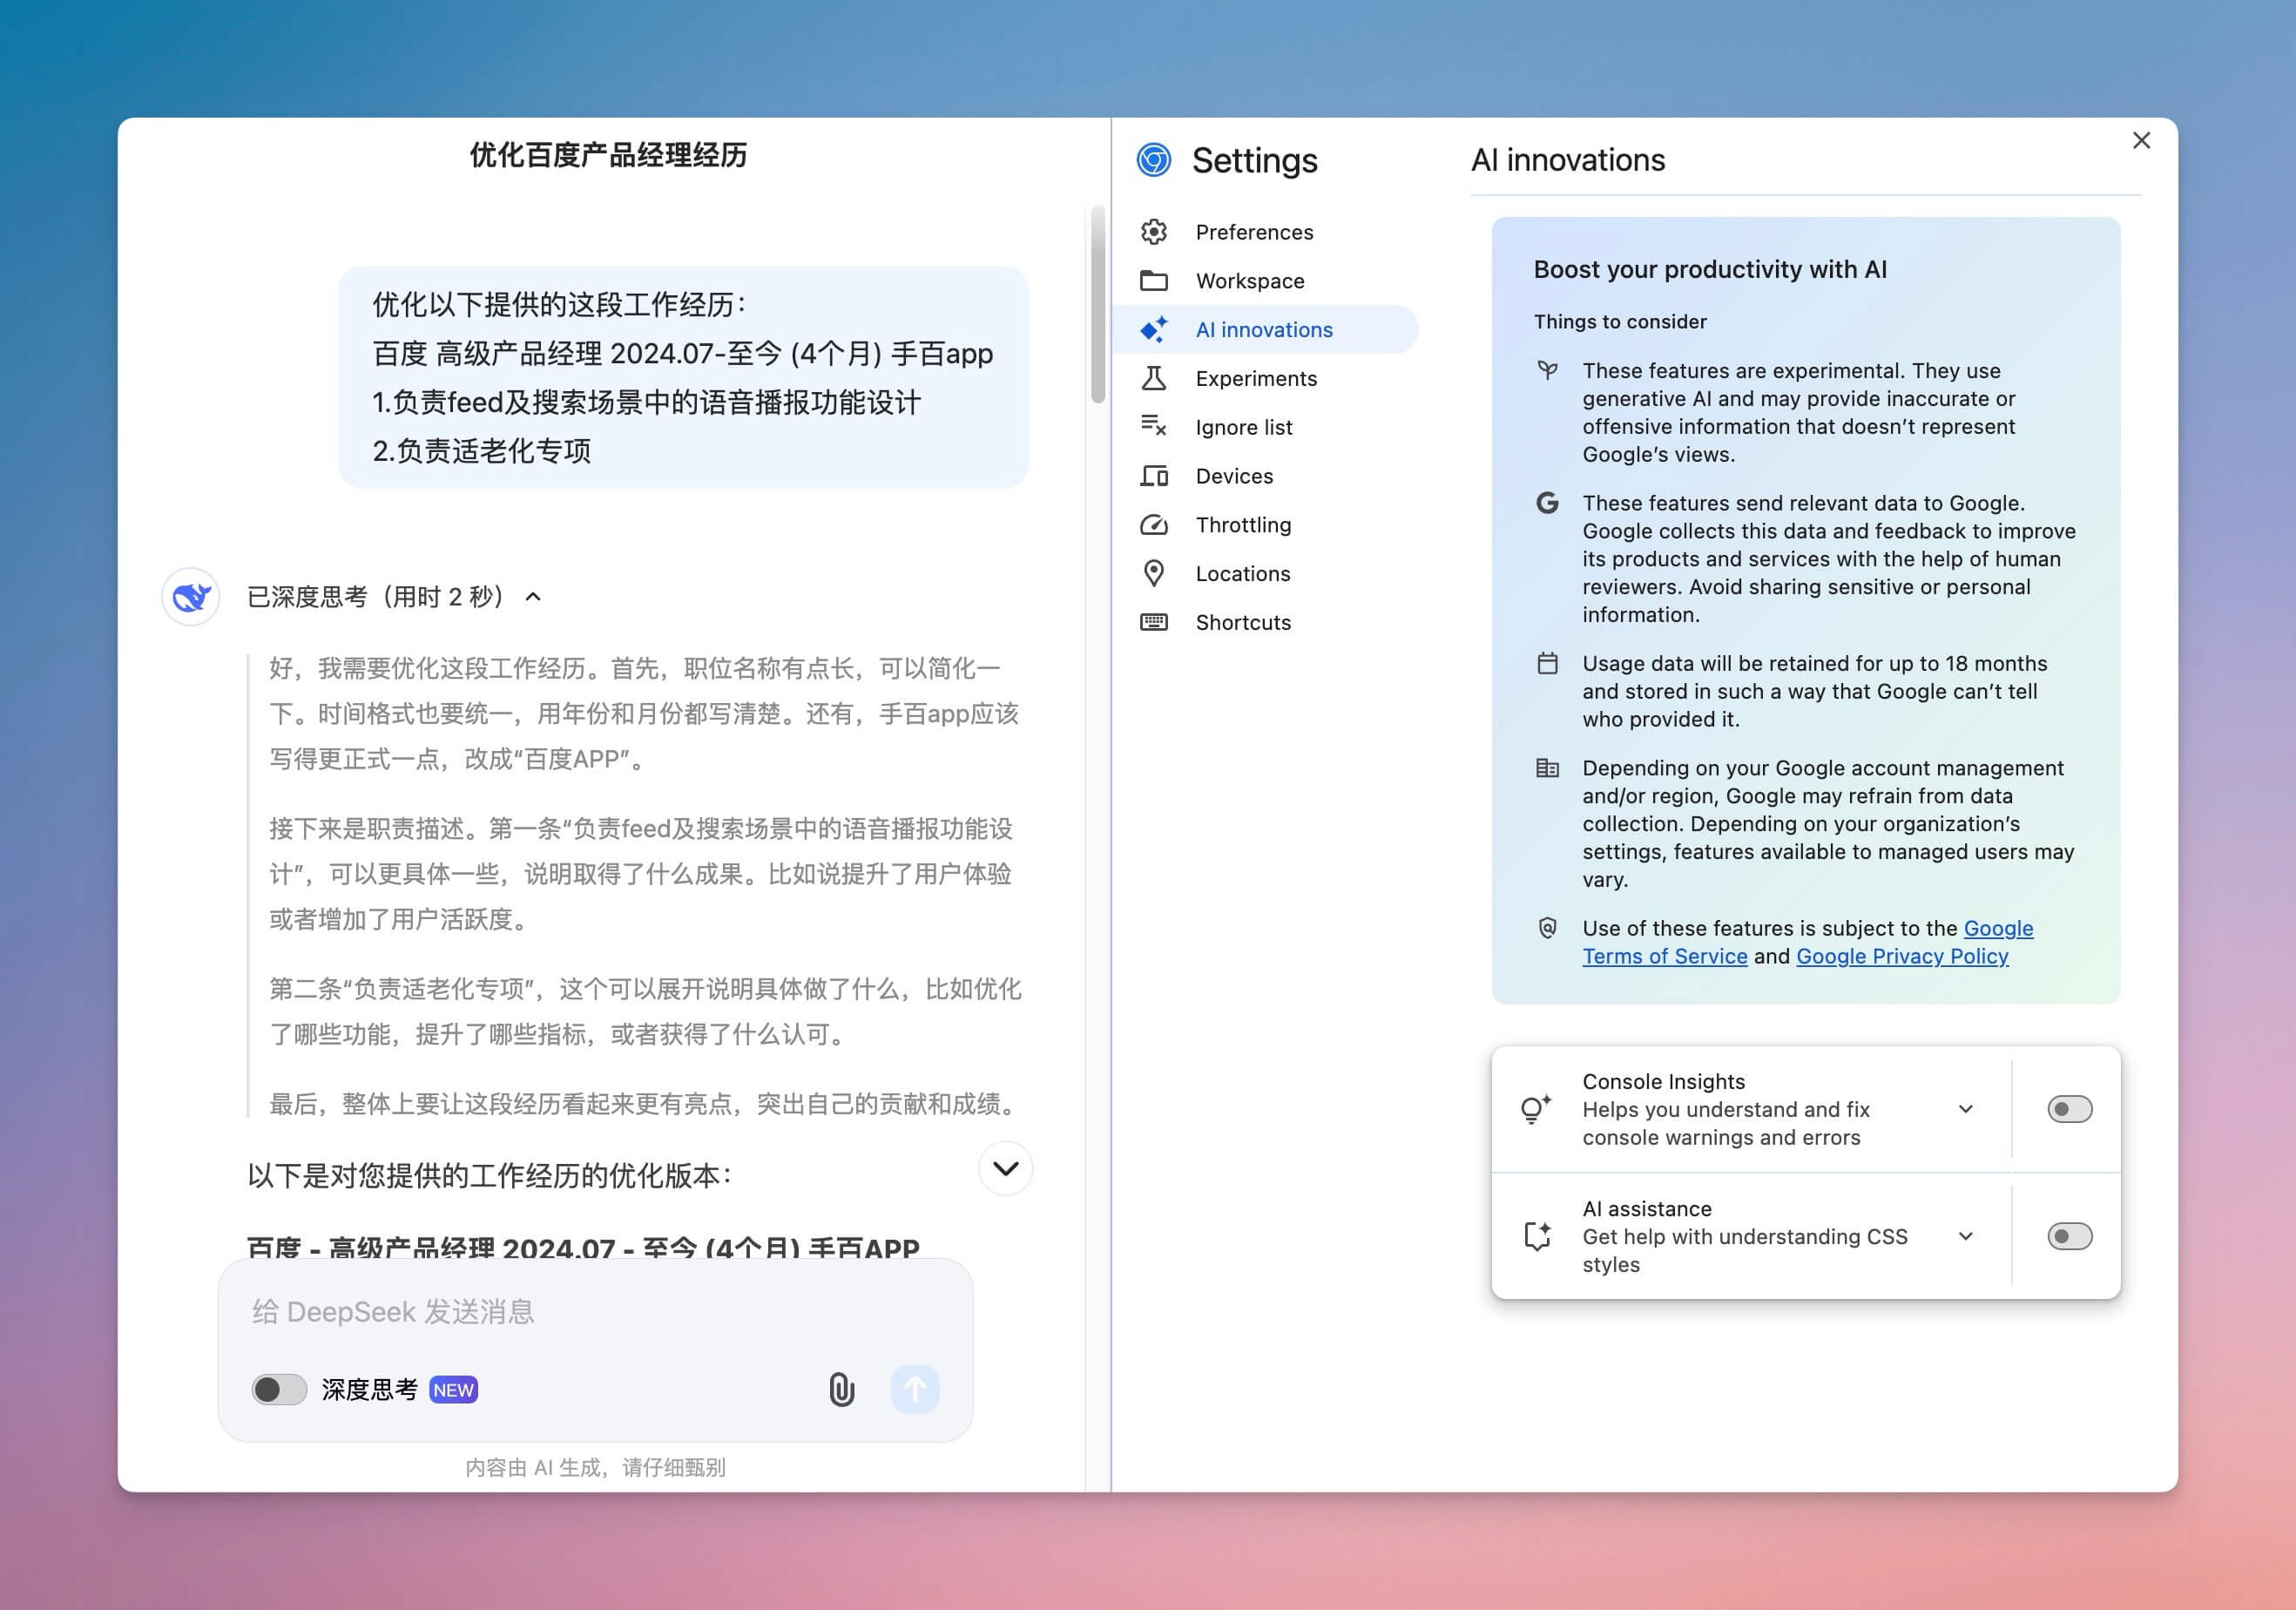 优化百度产品经理经历
优化以下提供的这段工作经历：
百度 高级产品经理 2024.07-至今 (4个月) 手百app
1.负责feed及搜索场景中的语音播报功能设计
2.负责适老化专项
已深度思考（用时 2 秒）
好，我需要优化这段工作经历。首先，职位名称有点长，可以简化一
下。时间格式也要统一，用年份和月份都写清楚。还有，手百app应该
写得更正式一点，改成“百度APP”。
接下来是职责描述。第一条“负责feed及搜索场景中的语音播报功能设
计”，可以更具体一些，说明取得了什么成果。比如说提升了用户体验
或者增加了用户活跃度。
第二条“负责适老化专项”，这个可以展开说明具体做了什么，比如优化
了哪些功能，提升了哪些指标，或者获得了什么认可。
最后，整体上要让这段经历看起来更有亮点，突出自己的贡献和成绩。
以下是对您提供的工作经历的优化版本：
百度 - 高级产品经理 2024.07 - 至今 (4个月) 手百APP
给 DeepSeek 发送消息
深度思考 NEW
内容由 AI 生成，请仔细甄别
Settings
Preferences
Workspace
AI innovations
Experiments
Ignore list
Devices
Throttling
Locations
Shortcuts
AI innovations
Boost your productivity with AI
Things to consider
These features are experimental. They use
generative AI and may provide inaccurate or
offensive information that doesn’t represent
Google’s views.
These features send relevant data to Google.
Google collects this data and feedback to improve
its products and services with the help of human
reviewers. Avoid sharing sensitive or personal
information.
Usage data will be retained for up to 18 months
and stored in such a way that Google can’t tell
who provided it.
Depending on your Google account management
and/or region, Google may refrain from data
collection. Depending on your organization’s
settings, features available to managed users may
vary.
Use of these features is subject to the Google
Terms of Service and Google Privacy Policy
Console Insights
Helps you understand and fix
console warnings and errors
AI assistance
Get help with understanding CSS
styles